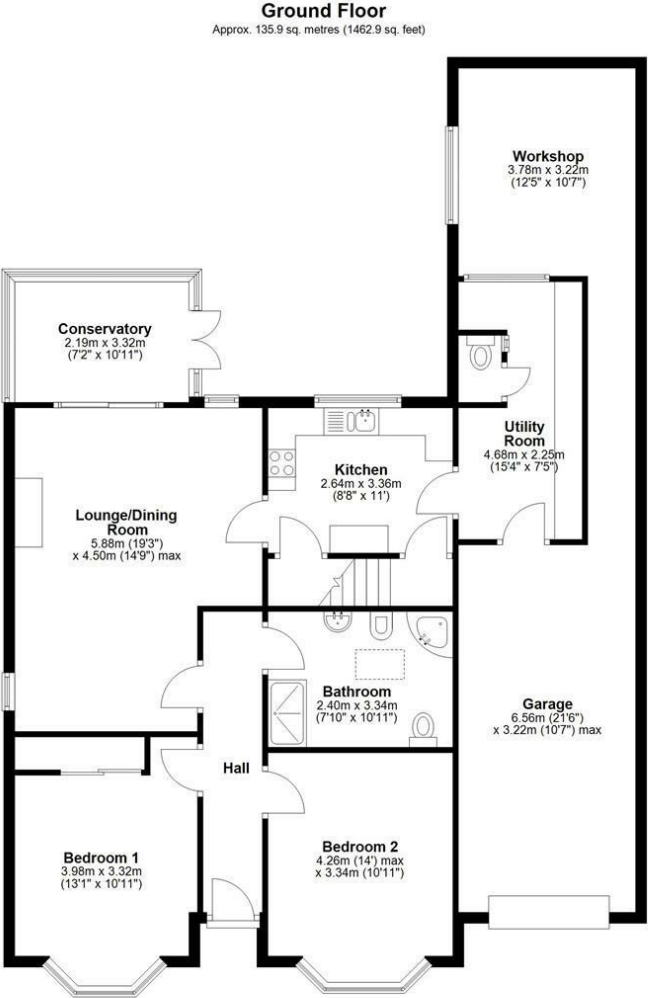 Ground Floor
Approx. 135.9 sq. metres (1462.9 sq. feet)
Workshop
3.78m x 3.22m
(12'5" x 10'7")
Conservatory
2.19m x 3.32m
(7'2" x 10'11")
Utility
Room
4.68m x 2.25m
(15'4" x 7'5")
Kitchen
2.64m x 3.36m
(8'8" x 11')
Lounge/Dining
Room
5.88m (19'3")
x 4.50m (14'9") max
Bathroom
2.40m x 3.34m
(7'10" x 10'11")
Garage
6.56m (21'6")
x 3.22m (10'7") max
Hall
Bedroom 1
3.98m x 3.32m
(13'1" x 10'11")
Bedroom 2
4.26m (14') max
x 3.34m (10'11")